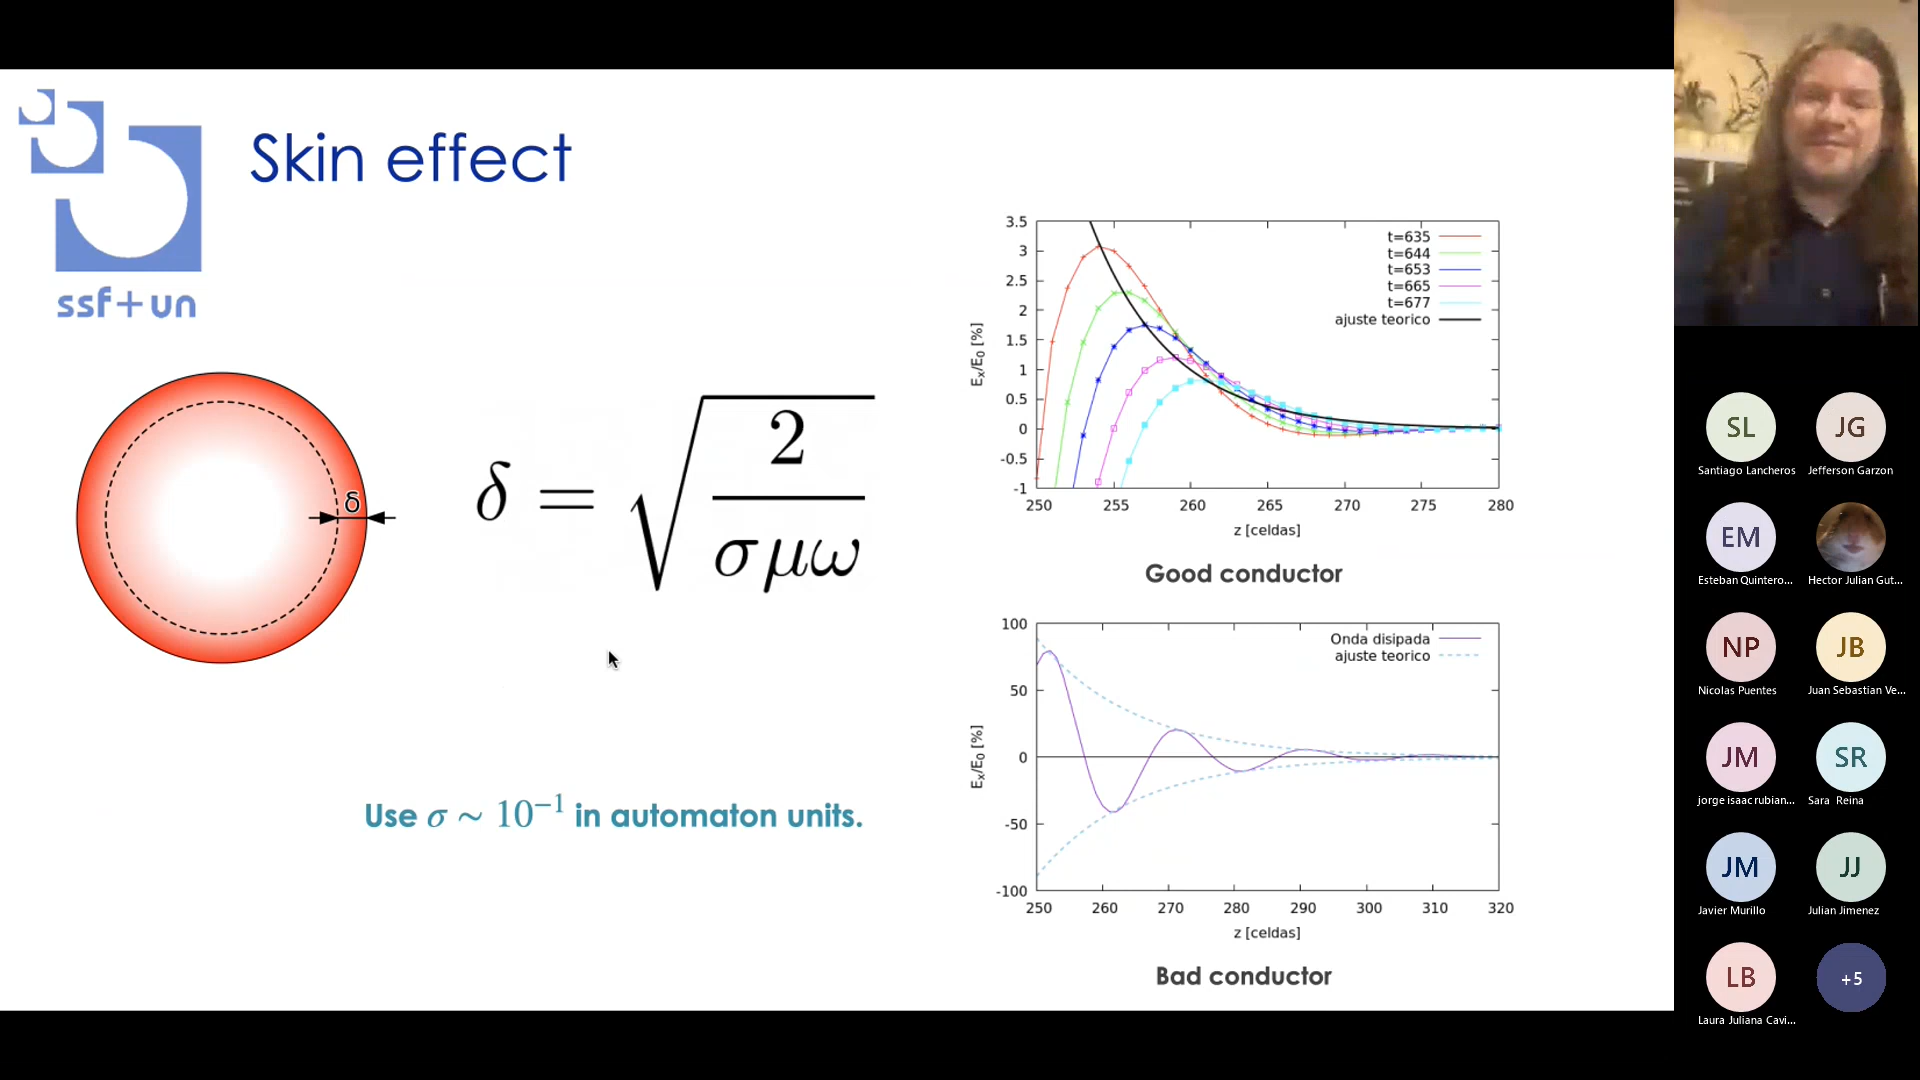 Skin effect
ssf+un
δ
δ = √(2/σμω)
Use σ ~ 10⁻¹ in automaton units.
3.5
3
2.5
2
1.5
1
0.5
0
-0.5
-1
250 255 260 265 270 275 280
Eₓ/E₀ [%]
z [celdas]
t=635
t=644
t=653
t=665
t=677
ajuste teorico
Good conductor
100
50
0
-50
-100
250 260 270 280 290 300 310 320
Eₓ/E₀ [%]
z [celdas]
Onda disipada
ajuste teorico
Bad conductor
SL JG
Santiago Lancheros Jefferson Garzon
EM
Esteban Quintero... Hector Julian Gut...
NP JB
Nicolas Puentes Juan Sebastian Ve...
JM SR
jorge isaac rubian... Sara Reina
JM JJ
Javier Murillo Julian Jimenez
LB +5
Laura Juliana Cavi...